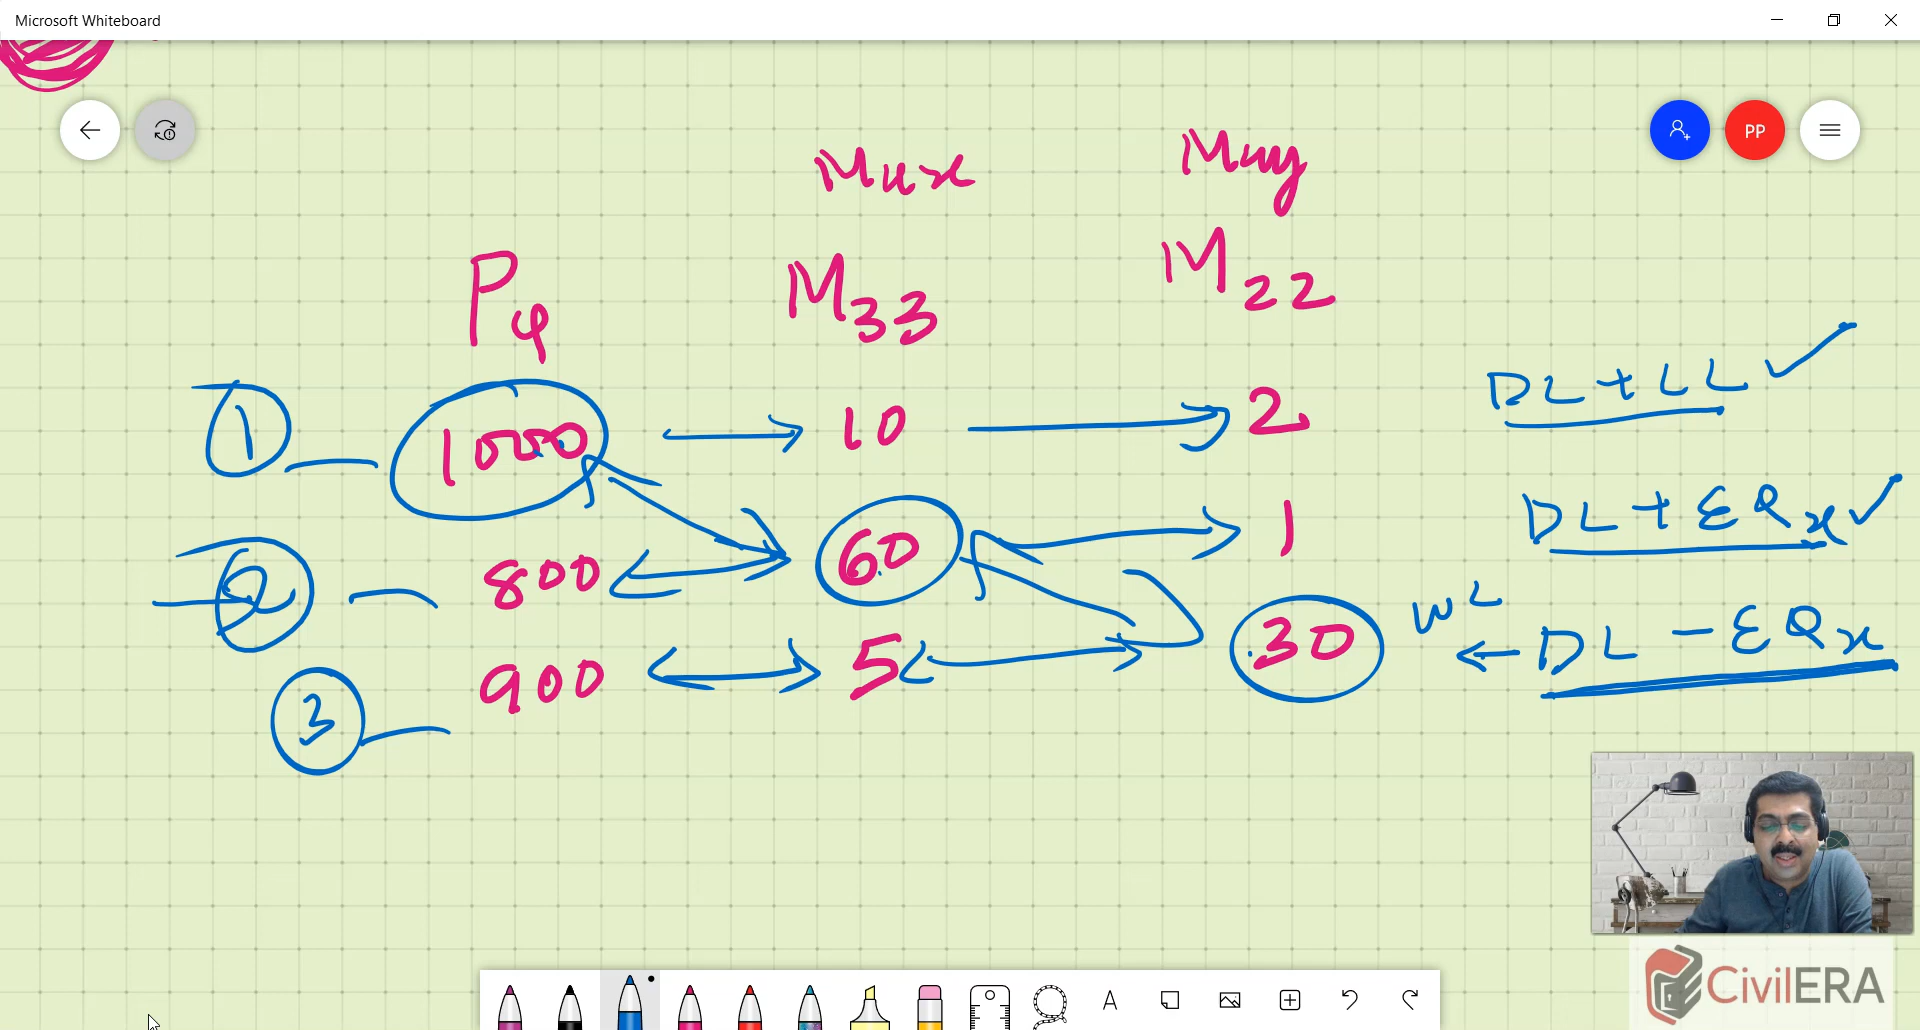 Microsoft Whiteboard
PP
Mux Muy
Pu M33 M22
1 1000 10 2 DL + LL ✓
2 800 60 1 DL + EQx ✓
3 900 5 30 WL ← DL - EQx
CivilERA